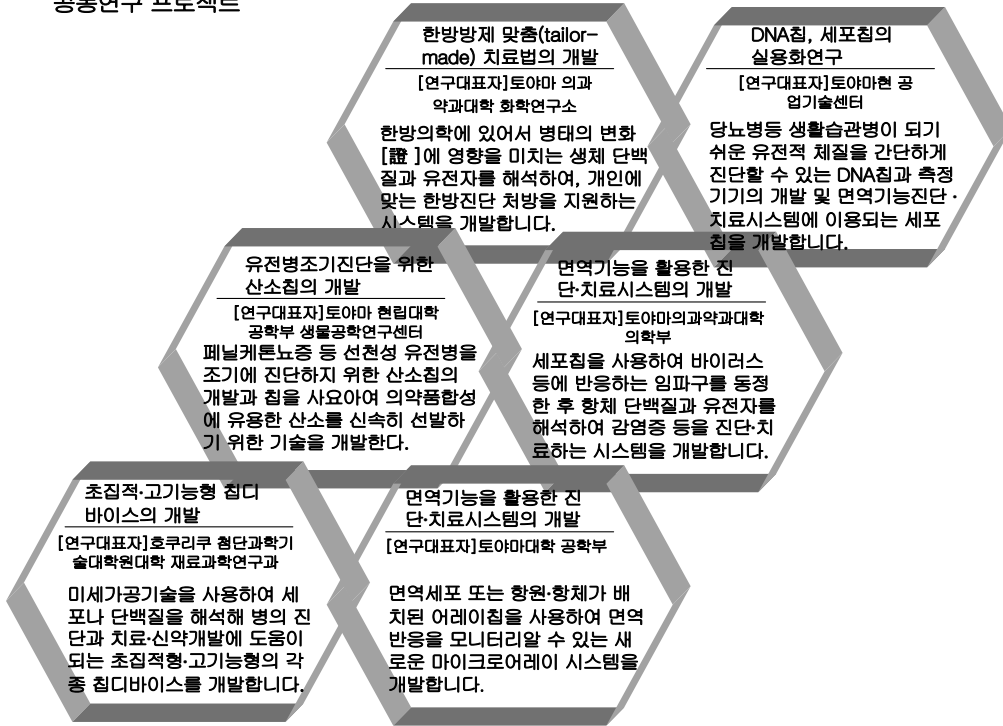 공동연구 프로젝트
한방방제 맞춤(tailor-
made) 치료법의 개발
[연구대표자]토야마 의과
약과대학 화학연구소
한방의학에 있어서 병태의 변화
[證 ]에 영향을 미치는 생체 단백
질과 유전자를 해석하여, 개인에
맞는 한방진단 처방을 지원하는
시스템을 개발합니다.
DNA칩, 세포칩의
실용화연구
[연구대표자]토야마현 공
업기술센터
당뇨병등 생활습관병이 되기
쉬운 유전적 체질을 간단하게
진단할 수 있는 DNA칩과 측정
기기의 개발 및 면역기능진단·
치료시스템에 이용되는 세포
칩을 개발합니다.
유전병조기진단을 위한
산소칩의 개발
[연구대표자]토야마 현립대학
공학부 생물공학연구센터
페닐케톤뇨증 등 선천성 유전병을
조기에 진단하지 위한 산소칩의
개발과 칩을 사요아여 의약품합성
에 유용한 산소를 신속히 선발하
기 위한 기술을 개발한다.
면역기능을 활용한 진
단·치료시스템의 개발
[연구대표자]토야마의과약과대학
의학부
세포칩을 사용하여 바이러스
등에 반응하는 임파구를 동정
한 후 항체 단백질과 유전자를
해석하여 감염증 등을 진단·치
료하는 시스템을 개발합니다.
초집적·고기능형 칩디
바이스의 개발
[연구대표자]호쿠리쿠 첨단과학기
술대학원대학 재료과학연구과
미세가공기술을 사용하여 세
포나 단백질을 해석해 병의 진
단과 치료·신약개발에 도움이
되는 초집적형·고기능형의 각
종 칩디바이스를 개발합니다.
면역기능을 활용한 진
단·치료시스템의 개발
[연구대표자]토야마대학 공학부
면역세포 또는 항원·항체가 배
치된 어레이칩을 사용하여 면역
반응을 모니터리알 수 있는 새
로운 마이크로어레이 시스템을
개발합니다.